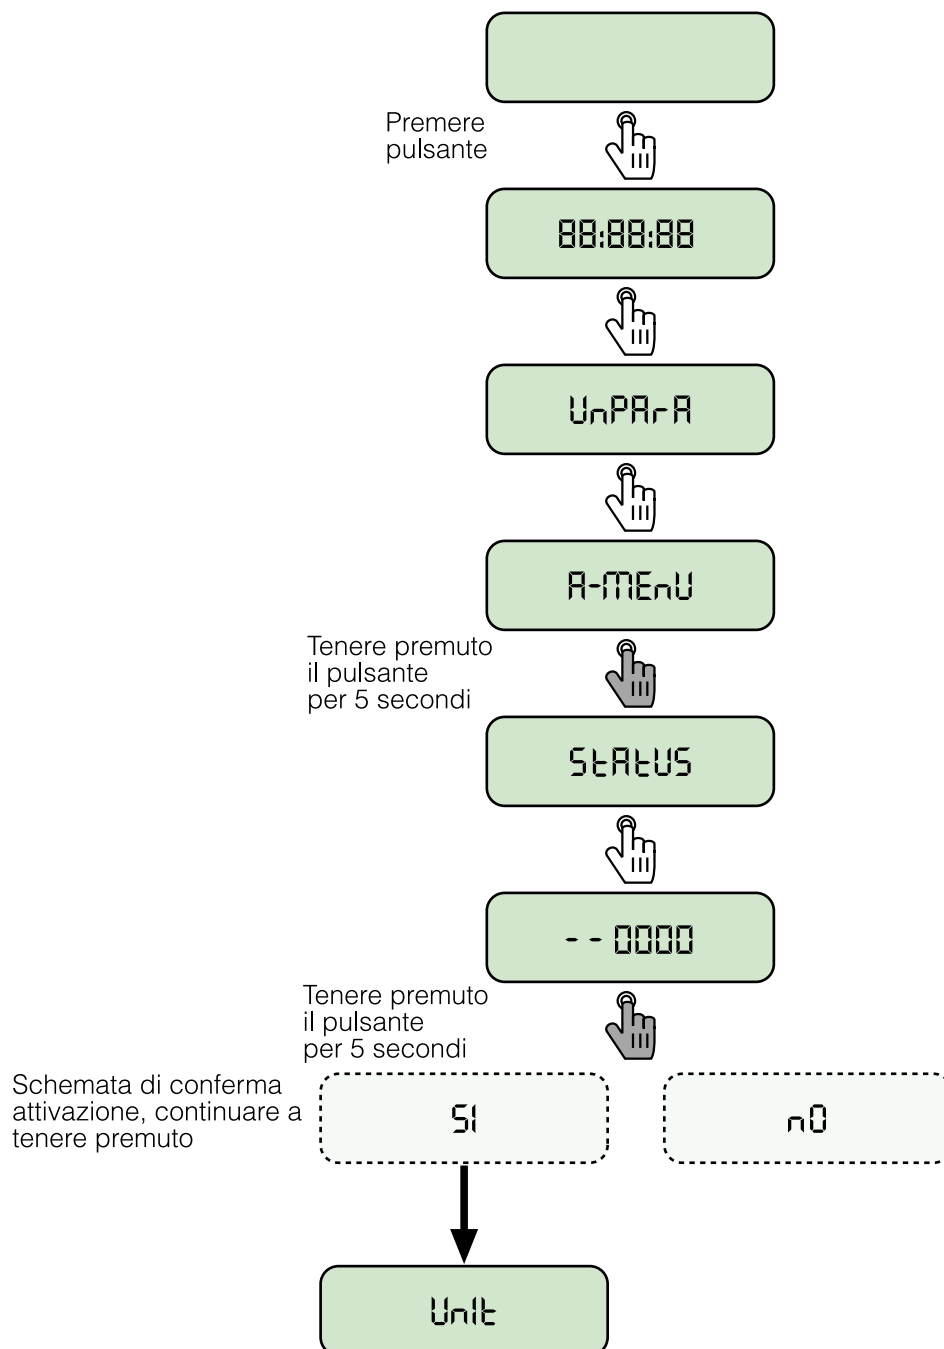 Premere
pulsante
88:88:88
UnPArA
A-MEnU
Tenere premuto
il pulsante
per 5 secondi
StAtUS
- - 0000
Tenere premuto
il pulsante
per 5 secondi
Schemata di conferma
attivazione, continuare a
tenere premuto
SI
nO
UnIt